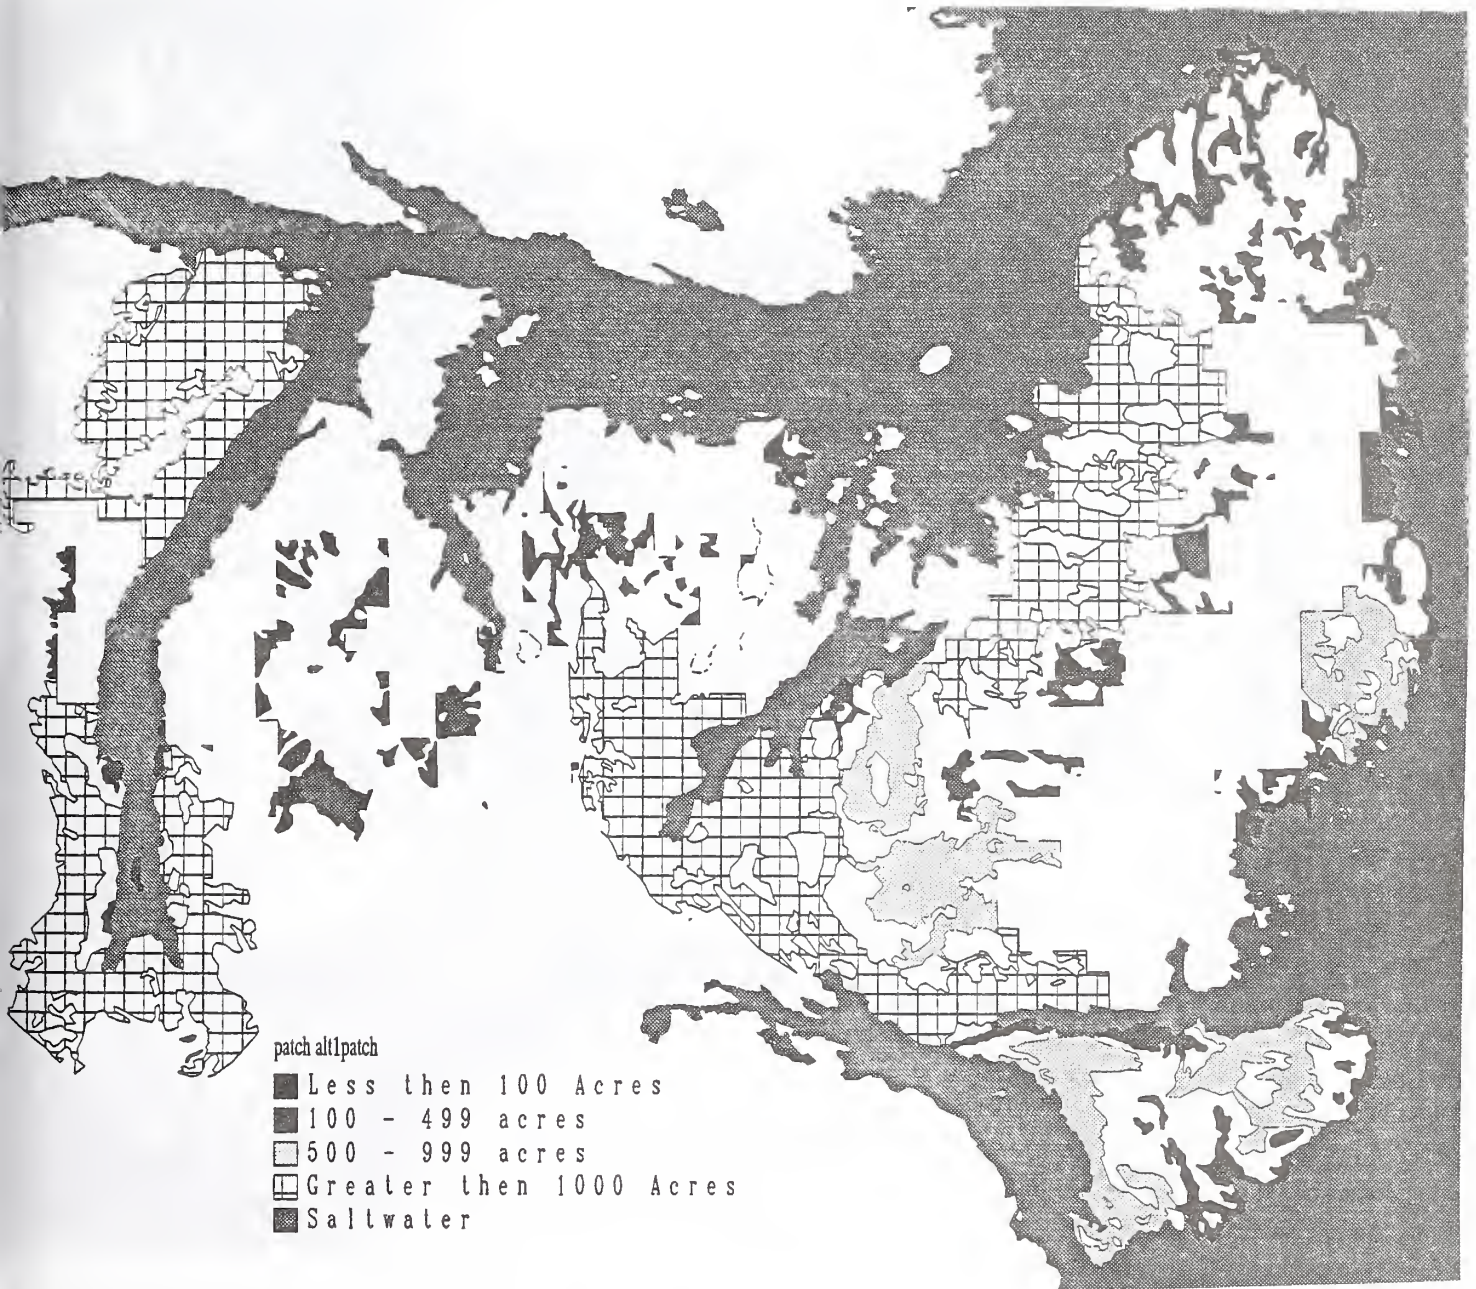 patch alt1patch
Less then 100 Acres
100 - 499 acres
500 - 999 acres
Greater then 1000 Acres
Saltwater